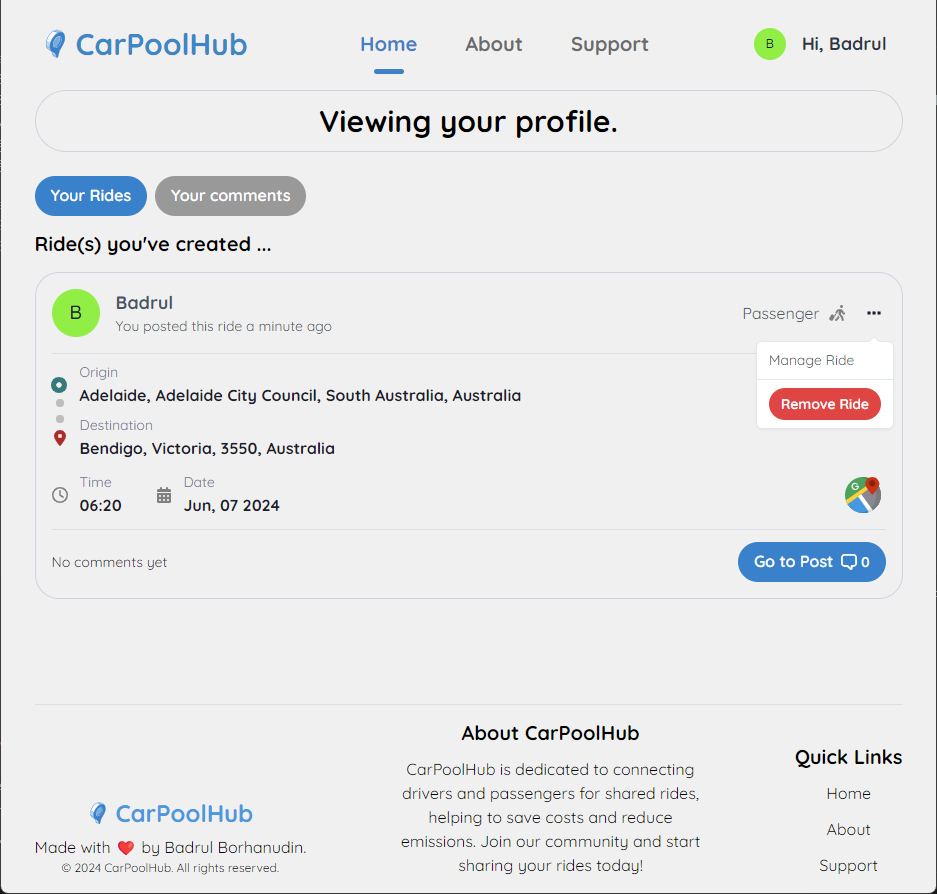 CarPoolHub Home About Support B Hi, Badrul
Viewing your profile.
Your Rides Your comments
Ride(s) you've created ...
B Badrul
You posted this ride a minute ago
Passenger
Manage Ride
Remove Ride
Origin
Adelaide, Adelaide City Council, South Australia, Australia
Destination
Bendigo, Victoria, 3550, Australia
Time Date
06:20 Jun, 07 2024
G
No comments yet Go to Post 0
CarPoolHub
Made with ❤️ by Badrul Borhanudin.
© 2024 CarPoolHub. All rights reserved.
About CarPoolHub
CarPoolHub is dedicated to connecting
drivers and passengers for shared rides,
helping to save costs and reduce
emissions. Join our community and start
sharing your rides today!
Quick Links
Home
About
Support